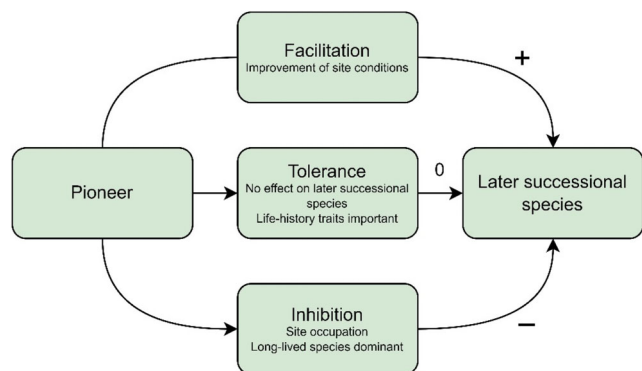 Facilitation
Improvement of site conditions
+
Pioneer
Tolerance
No effect on later successional
species
Life-history traits important
0
Later successional
species
Inhibition
Site occupation
Long-lived species dominant
−